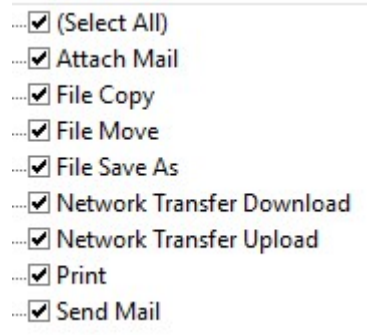 (Select All)
Attach Mail
File Copy
File Move
File Save As
Network Transfer Download
Network Transfer Upload
Print
Send Mail